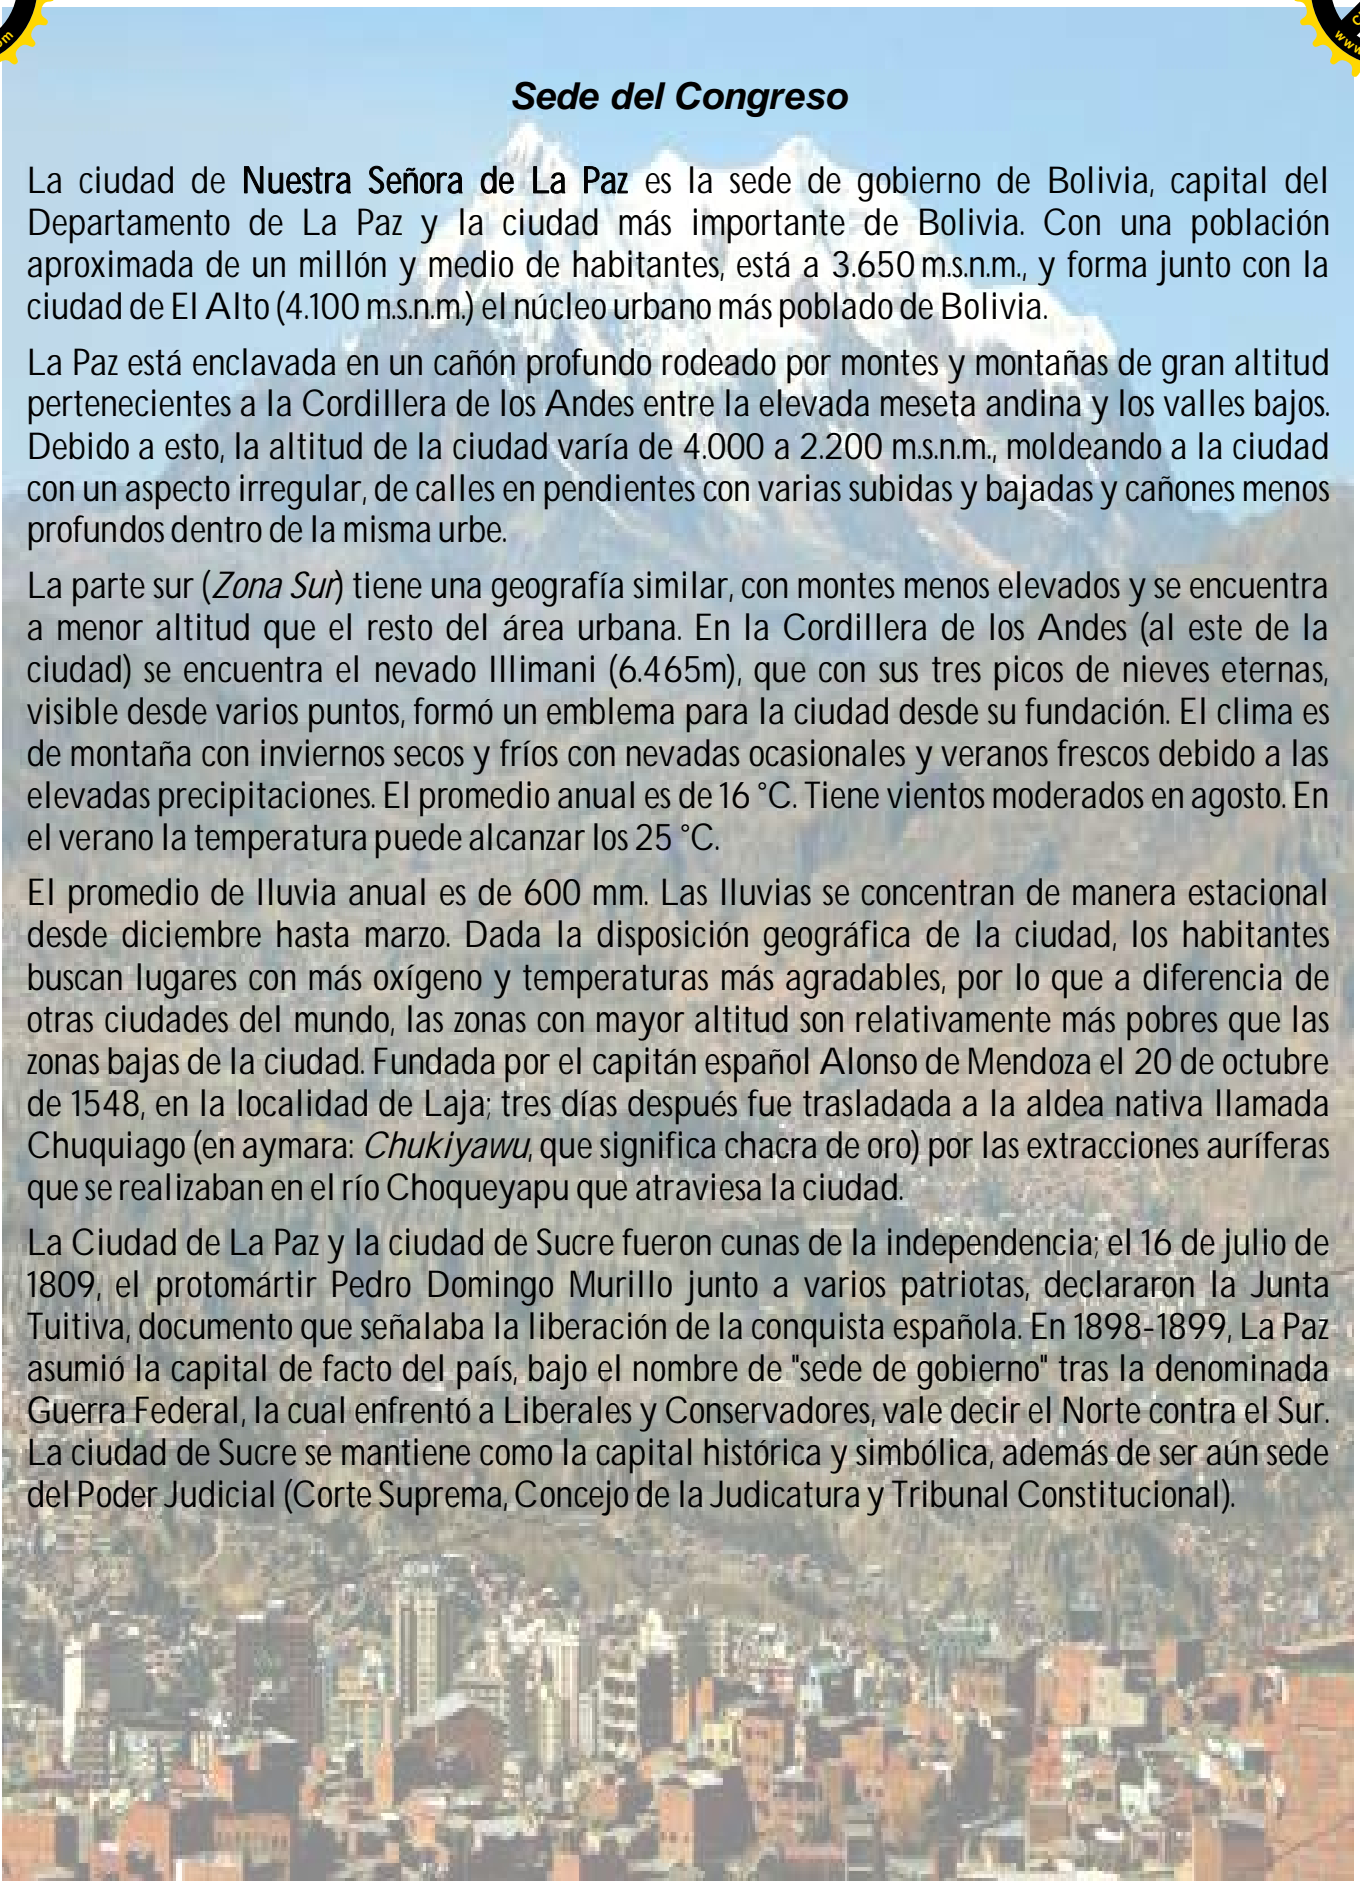 Sede del Congreso
La ciudad de Nuestra Señora de La Paz es la sede de gobierno de Bolivia, capital del
Departamento de La Paz y la ciudad más importante de Bolivia. Con una población
aproximada de un millón y medio de habitantes, está a 3.650 m.s.n.m., y forma junto con la
ciudad de El Alto (4.100 m.s.n.m.) el núcleo urbano más poblado de Bolivia.
La Paz está enclavada en un cañón profundo rodeado por montes y montañas de gran altitud
pertenecientes a la Cordillera de los Andes entre la elevada meseta andina y los valles bajos.
Debido a esto, la altitud de la ciudad varía de 4.000 a 2.200 m.s.n.m., moldeando a la ciudad
con un aspecto irregular, de calles en pendientes con varias subidas y bajadas y cañones menos
profundos dentro de la misma urbe.
La parte sur (Zona Sur) tiene una geografía similar, con montes menos elevados y se encuentra
a menor altitud que el resto del área urbana. En la Cordillera de los Andes (al este de la
ciudad) se encuentra el nevado Illimani (6.465m), que con sus tres picos de nieves eternas,
visible desde varios puntos, formó un emblema para la ciudad desde su fundación. El clima es
de montaña con inviernos secos y fríos con nevadas ocasionales y veranos frescos debido a las
elevadas precipitaciones. El promedio anual es de 16 °C. Tiene vientos moderados en agosto. En
el verano la temperatura puede alcanzar los 25 °C.
El promedio de lluvia anual es de 600 mm. Las lluvias se concentran de manera estacional
desde diciembre hasta marzo. Dada la disposición geográfica de la ciudad, los habitantes
buscan lugares con más oxígeno y temperaturas más agradables, por lo que a diferencia de
otras ciudades del mundo, las zonas con mayor altitud son relativamente más pobres que las
zonas bajas de la ciudad. Fundada por el capitán español Alonso de Mendoza el 20 de octubre
de 1548, en la localidad de Laja; tres días después fue trasladada a la aldea nativa llamada
Chuquiago (en aymara: Chukiyawu, que significa chacra de oro) por las extracciones auríferas
que se realizaban en el río Choqueyapu que atraviesa la ciudad.
La Ciudad de La Paz y la ciudad de Sucre fueron cunas de la independencia; el 16 de julio de
1809, el protomártir Pedro Domingo Murillo junto a varios patriotas, declararon la Junta
Tuitiva, documento que señalaba la liberación de la conquista española. En 1898-1899, La Paz
asumió la capital de facto del país, bajo el nombre de "sede de gobierno" tras la denominada
Guerra Federal, la cual enfrentó a Liberales y Conservadores, vale decir el Norte contra el Sur.
La ciudad de Sucre se mantiene como la capital histórica y simbólica, además de ser aún sede
del Poder Judicial (Corte Suprema, Concejo de la Judicatura y Tribunal Constitucional).